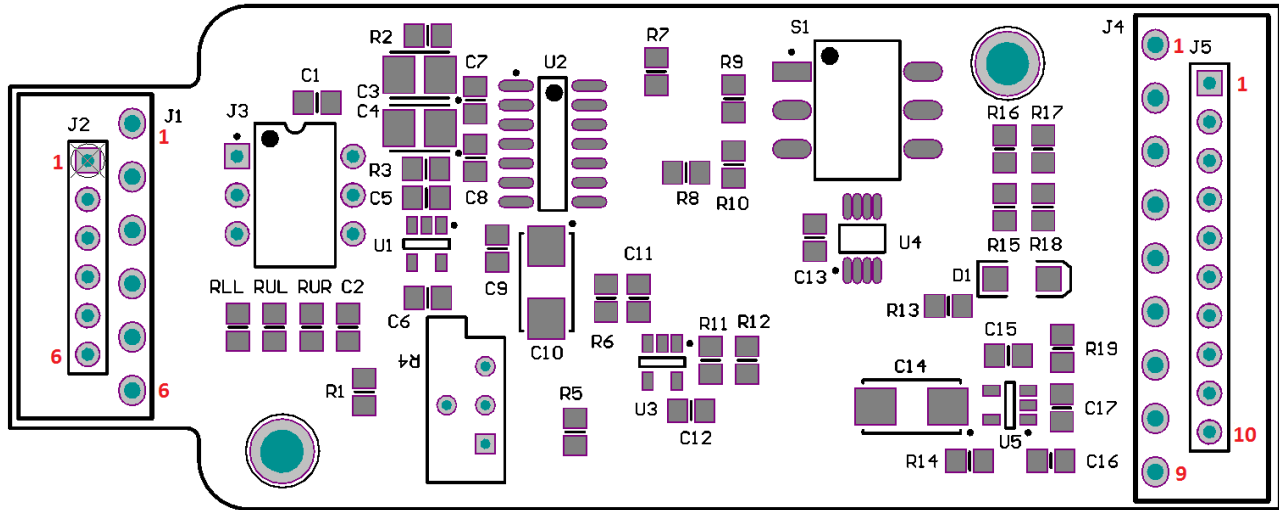 R2
R7
S1
J4
1
J5
C7
U2
R9
C1
C3
1
J3
J1
C4
R16
R17
J2
1
1
R3
C5
C8
R8
R10
U1
U4
R15
R18
C13
D1
RLL
RUL
RUR
C2
C9
C11
R13
C6
R6
R11
R12
C15
6
R4
C10
R19
C14
6
R1
R5
U3
C17
C12
10
U5
R14
C16
9